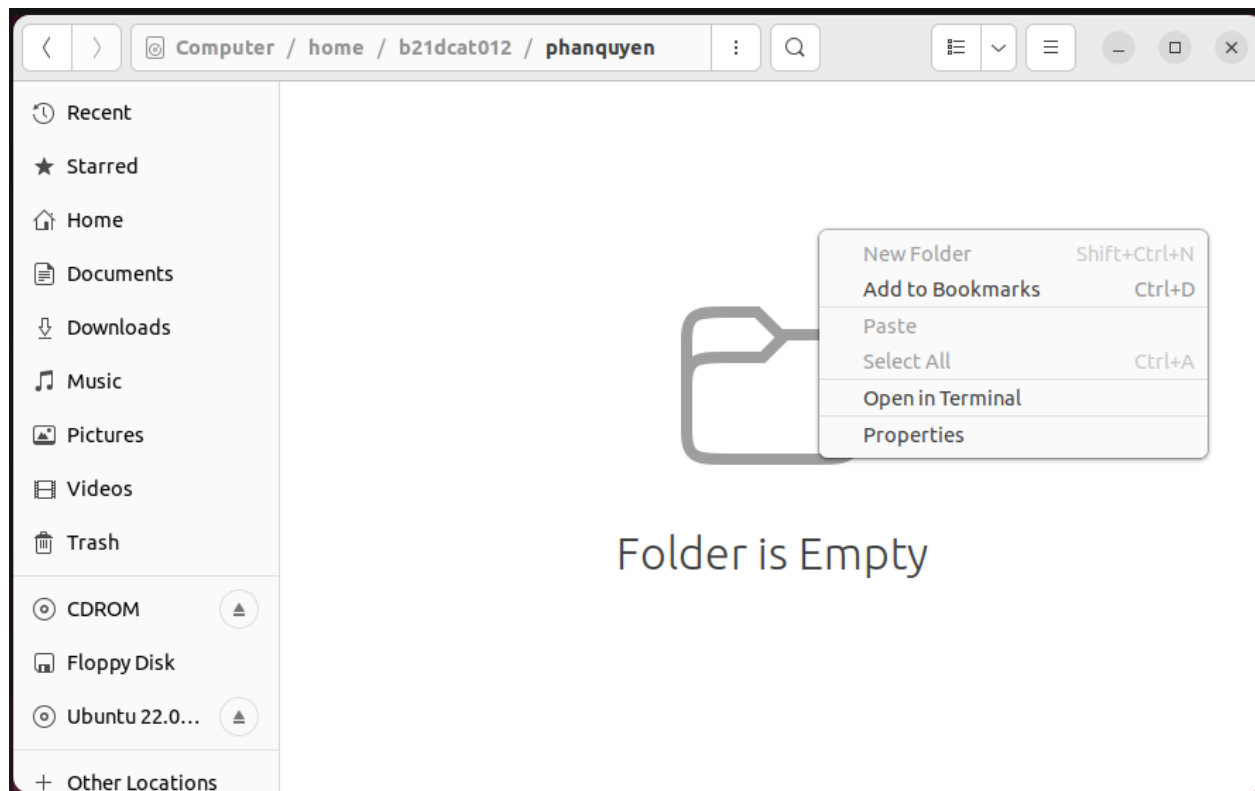 Computer / home / b21dcat012 / phanquyen
Recent
Starred
Home
Documents
Downloads
Music
Pictures
Videos
Trash
CDROM
Floppy Disk
Ubuntu 22.0...
+ Other Locations
New Folder Shift+Ctrl+N
Add to Bookmarks Ctrl+D
Paste
Select All Ctrl+A
Open in Terminal
Properties
Folder is Empty